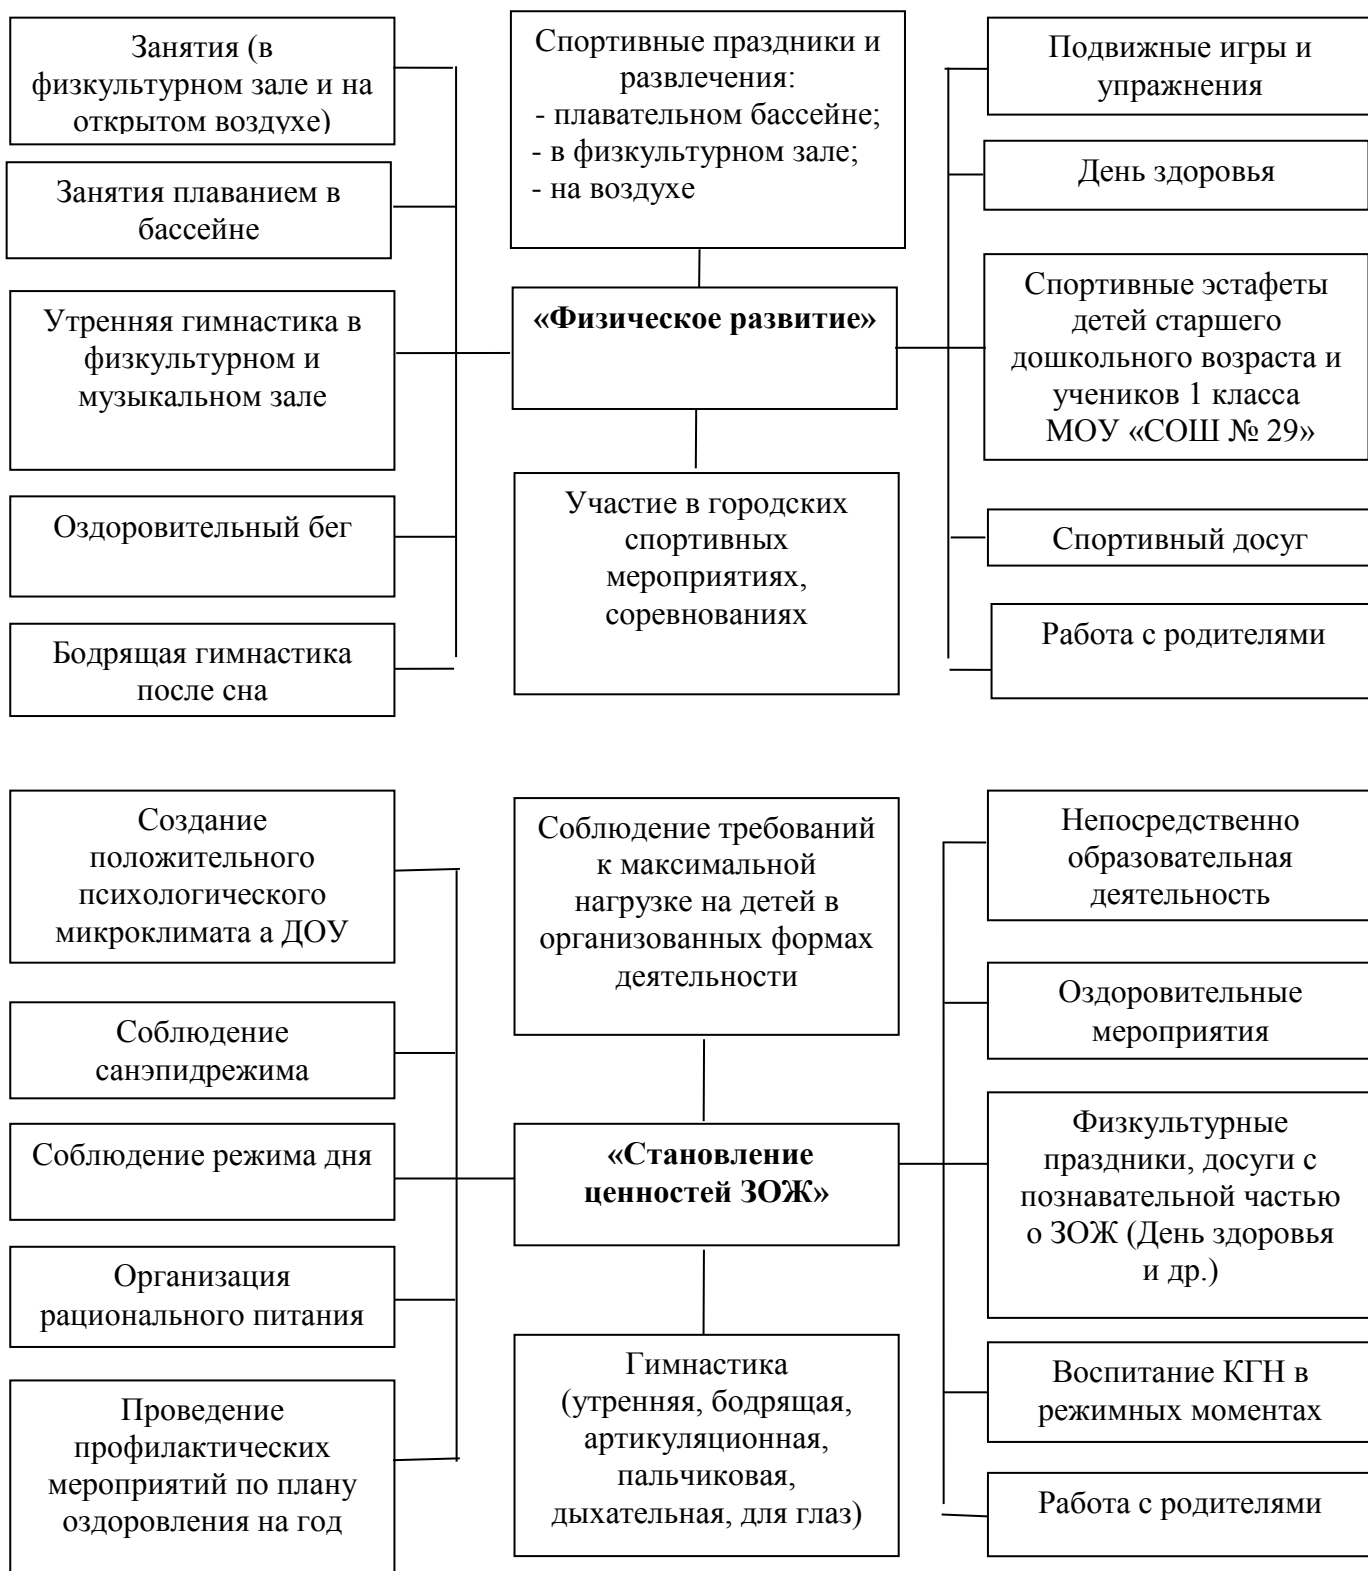 Занятия (в
физкультурном зале и на
открытом воздухе)
Занятия плаванием в
бассейне
Утренняя гимнастика в
физкультурном и
музыкальном зале
Оздоровительный бег
Бодрящая гимнастика
после сна
Спортивные праздники и
развлечения:
- плавательном бассейне;
- в физкультурном зале;
- на воздухе
«Физическое развитие»
Участие в городских
спортивных
мероприятиях,
соревнованиях
Подвижные игры и
упражнения
День здоровья
Спортивные эстафеты
детей старшего
дошкольного возраста и
учеников 1 класса
МОУ «СОШ № 29»
Спортивный досуг
Работа с родителями
Создание
положительного
психологического
микроклимата а ДОУ
Соблюдение
санэпидрежима
Соблюдение режима дня
Организация
рационального питания
Проведение
профилактических
мероприятий по плану
оздоровления на год
Соблюдение требований
к максимальной
нагрузке на детей в
организованных формах
деятельности
«Становление
ценностей ЗОЖ»
Гимнастика
(утренняя, бодрящая,
артикуляционная,
пальчиковая,
дыхательная, для глаз)
Непосредственно
образовательная
деятельность
Оздоровительные
мероприятия
Физкультурные
праздники, досуги с
познавательной частью
о ЗОЖ (День здоровья
и др.)
Воспитание КГН в
режимных моментах
Работа с родителями